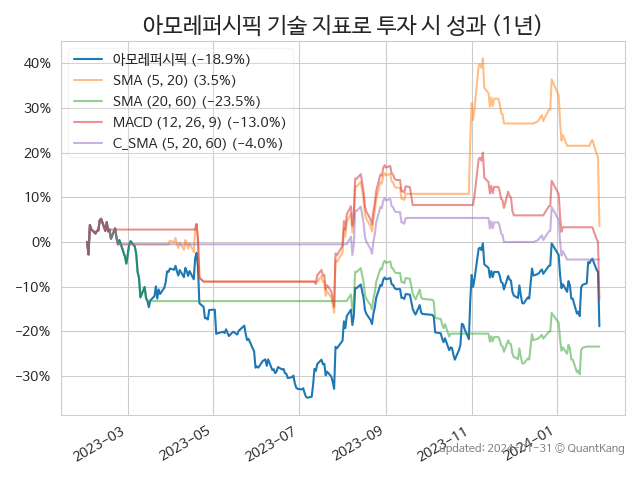 아모레퍼시픽 기술 지표로 투자 시 성과 (1년)
아모레퍼시픽 (−18.9%)
SMA (5, 20) (3.5%)
SMA (20, 60) (−23.5%)
MACD (12, 26, 9) (−13.0%)
C_SMA (5, 20, 60) (−4.0%)
40%
30%
20%
10%
0%
−10%
−20%
−30%
2023-03
2023-05
2023-07
2023-09
2023-11
2024-01
updated: 2024-01-31 © QuantKang